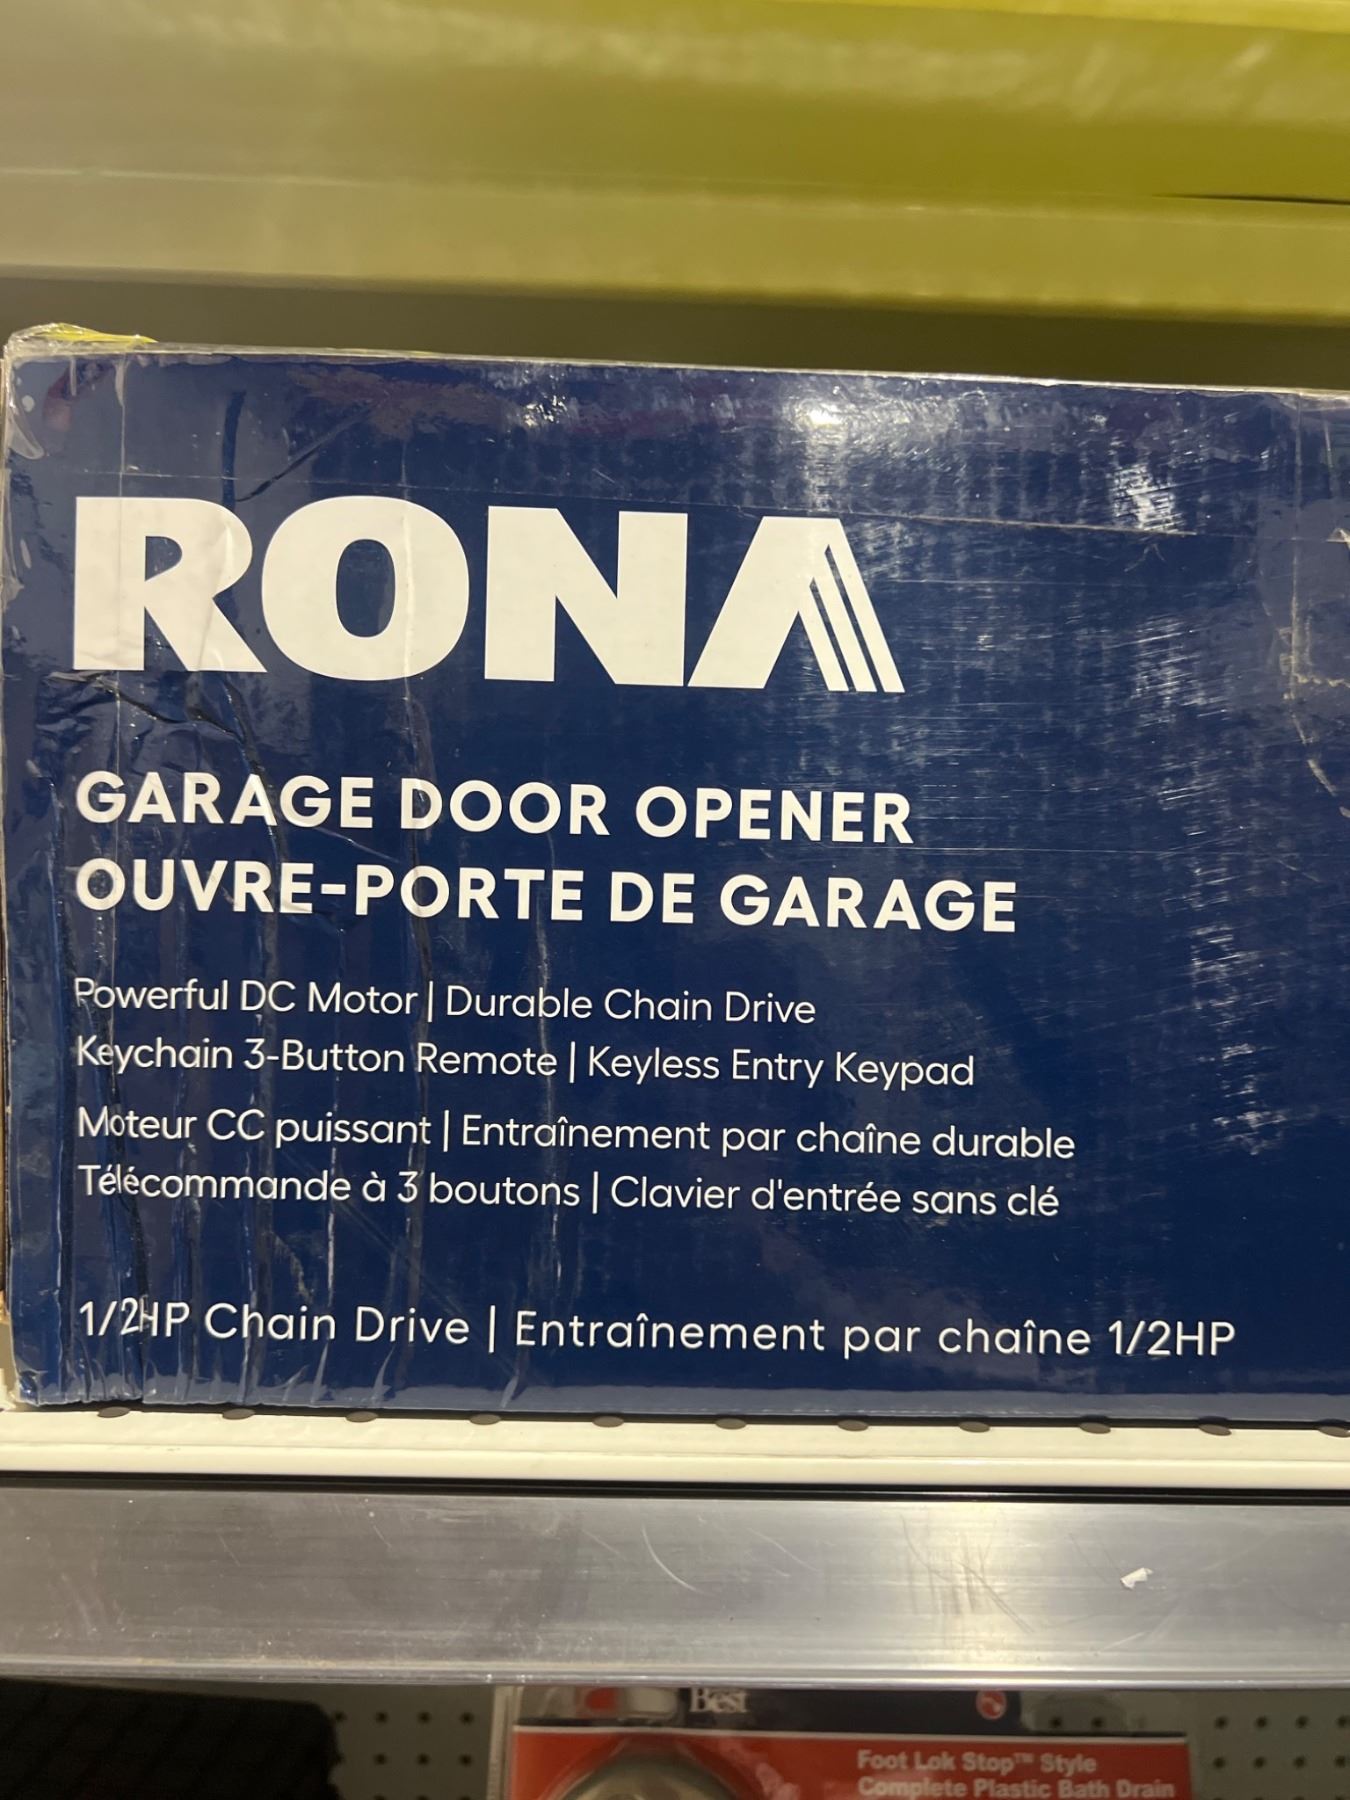 RONA
GARAGE DOOR OPENER
OUVRE-PORTE DE GARAGE
Powerful DC Motor | Durable Chain Drive
Keychain 3-Button Remote | Keyless Entry Keypad
Moteur CC puissant | Entraînement par chaîne durable
Télécommande à 3 boutons | Clavier d'entrée sans clé
1/2HP Chain Drive | Entraînement par chaîne 1/2HP
Best
Foot Lok Stop™ Style
Complete Plastic Bath Drain